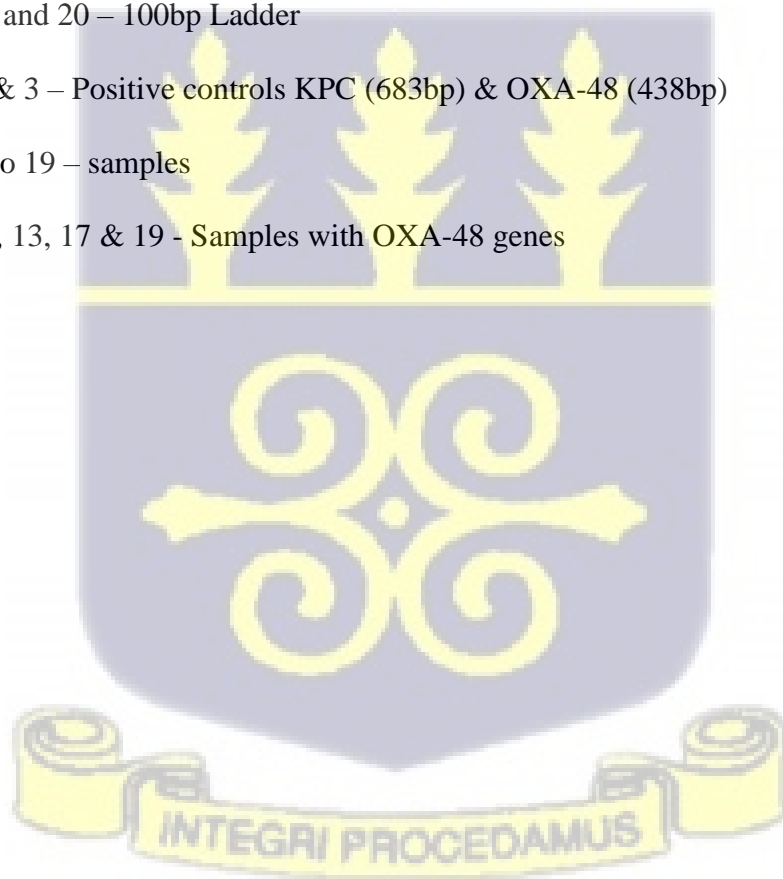 and 20 – 100bp Ladder
& 3 – Positive controls KPC (683bp) & OXA-48 (438bp)
o 19 – samples
, 13, 17 & 19 - Samples with OXA-48 genes
INTEGRI PROCEDAMUS